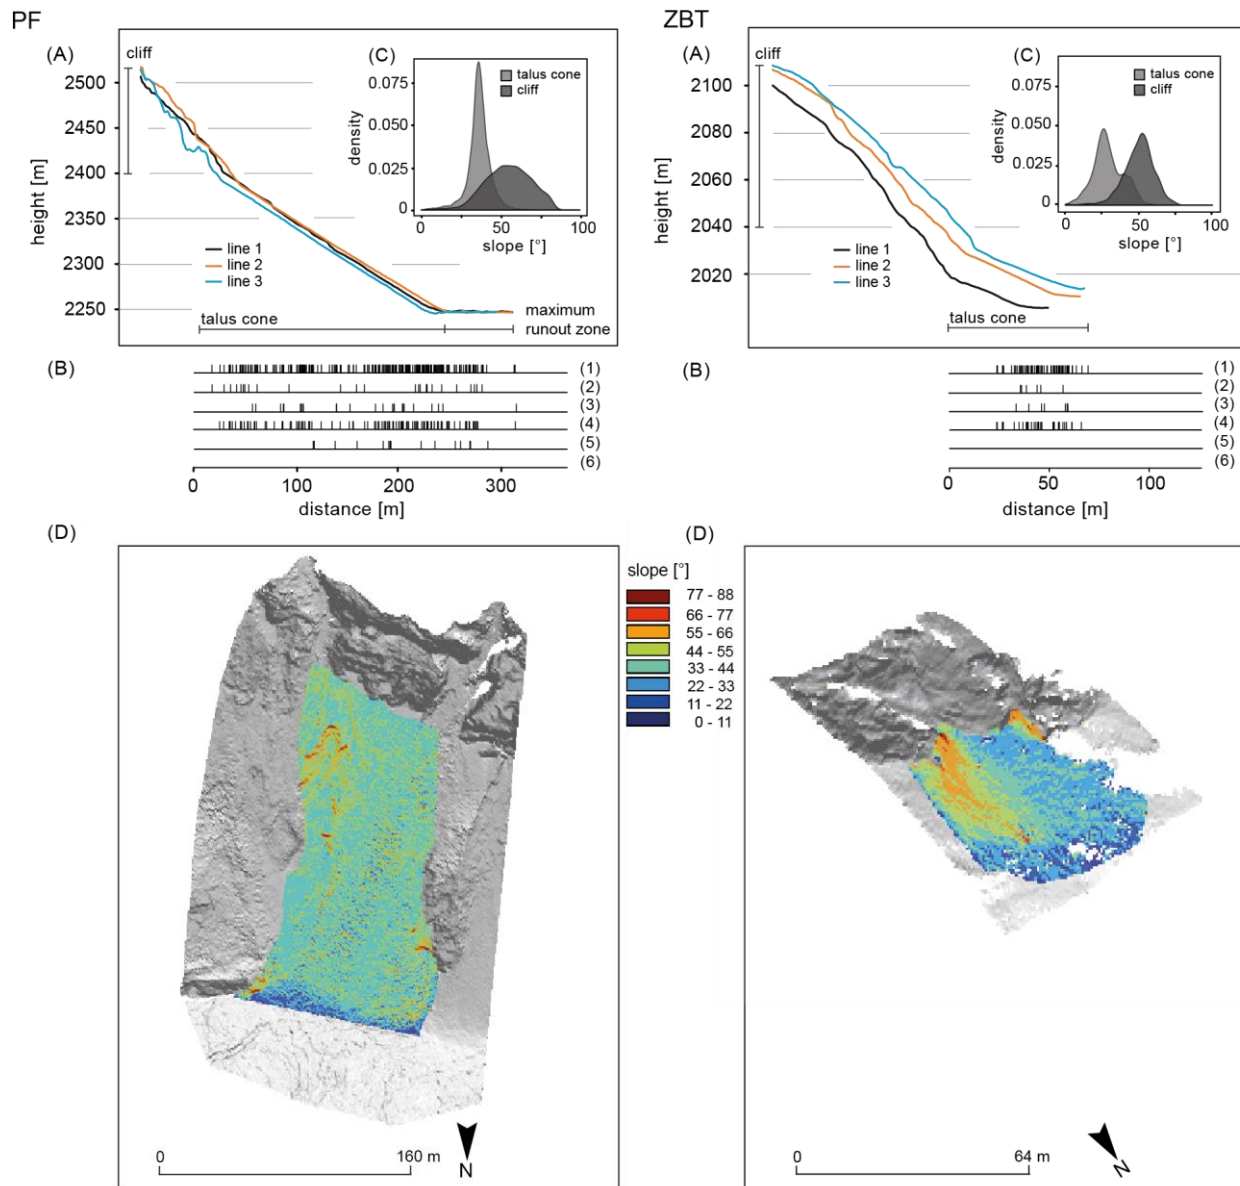 PF
(A)
cliff
2500
2450
2400
2350
2300
2250
height [m]
(C)
talus cone
cliff
0.075
0.050
0.025
0
density
0
50
100
slope [°]
line 1
line 2
line 3
talus cone
maximum
runout zone
(B)
(1)
(2)
(3)
(4)
(5)
(6)
0
100
200
300
distance [m]
ZBT
(A)
cliff
2100
2080
2060
2040
2020
height [m]
(C)
talus cone
cliff
0.075
0.050
0.025
0
density
0
50
100
slope [°]
line 1
line 2
line 3
talus cone
(B)
(1)
(2)
(3)
(4)
(5)
(6)
0
50
100
distance [m]
(D)
0
160 m
N
slope [°]
77 - 88
66 - 77
55 - 66
44 - 55
33 - 44
22 - 33
11 - 22
0 - 11
(D)
0
64 m
N